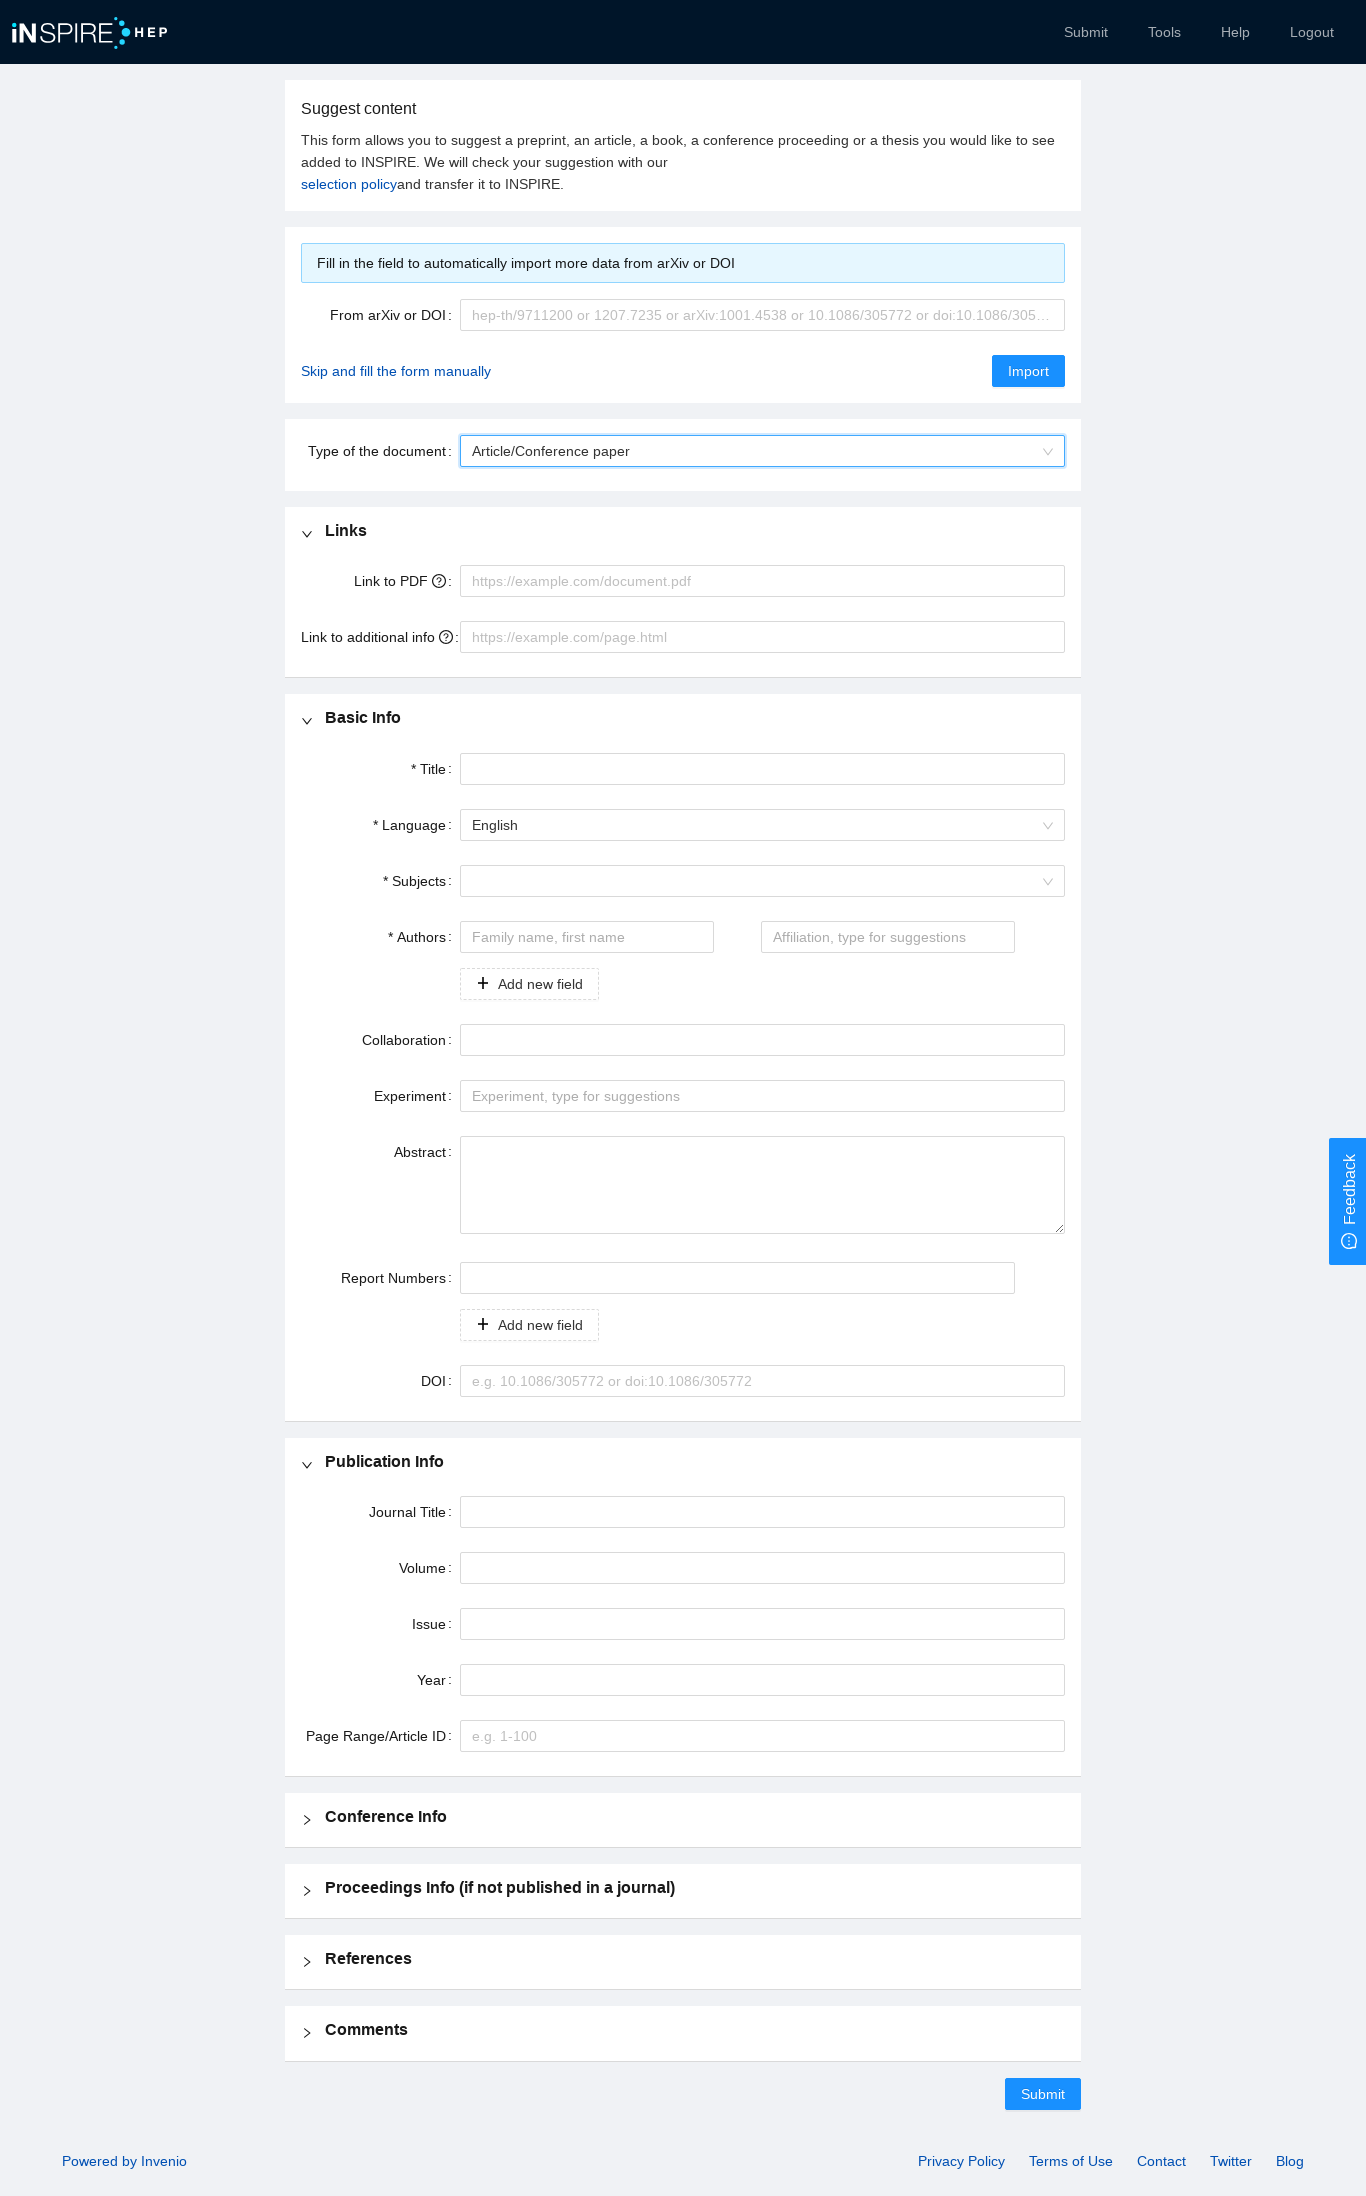 iNSPIRE HEP
Submit Tools Help Logout
Suggest content
This form allows you to suggest a preprint, an article, a book, a conference proceeding or a thesis you would like to see
added to INSPIRE. We will check your suggestion with our
selection policyand transfer it to INSPIRE.
Fill in the field to automatically import more data from arXiv or DOI
From arXiv or DOI: hep-th/9711200 or 1207.7235 or arXiv:1001.4538 or 10.1086/305772 or doi:10.1086/305…
Skip and fill the form manually Import
Type of the document: Article/Conference paper
Links
Link to PDF : https://example.com/document.pdf
Link to additional info : https://example.com/page.html
Basic Info
* Title:
* Language: English
* Subjects:
* Authors: Family name, first name Affiliation, type for suggestions
+ Add new field
Collaboration:
Experiment: Experiment, type for suggestions
Abstract:
Feedback
Report Numbers:
+ Add new field
DOI: e.g. 10.1086/305772 or doi:10.1086/305772
Publication Info
Journal Title:
Volume:
Issue:
Year:
Page Range/Article ID: e.g. 1-100
Conference Info
Proceedings Info (if not published in a journal)
References
Comments
Submit
Powered by Invenio Privacy Policy Terms of Use Contact Twitter Blog